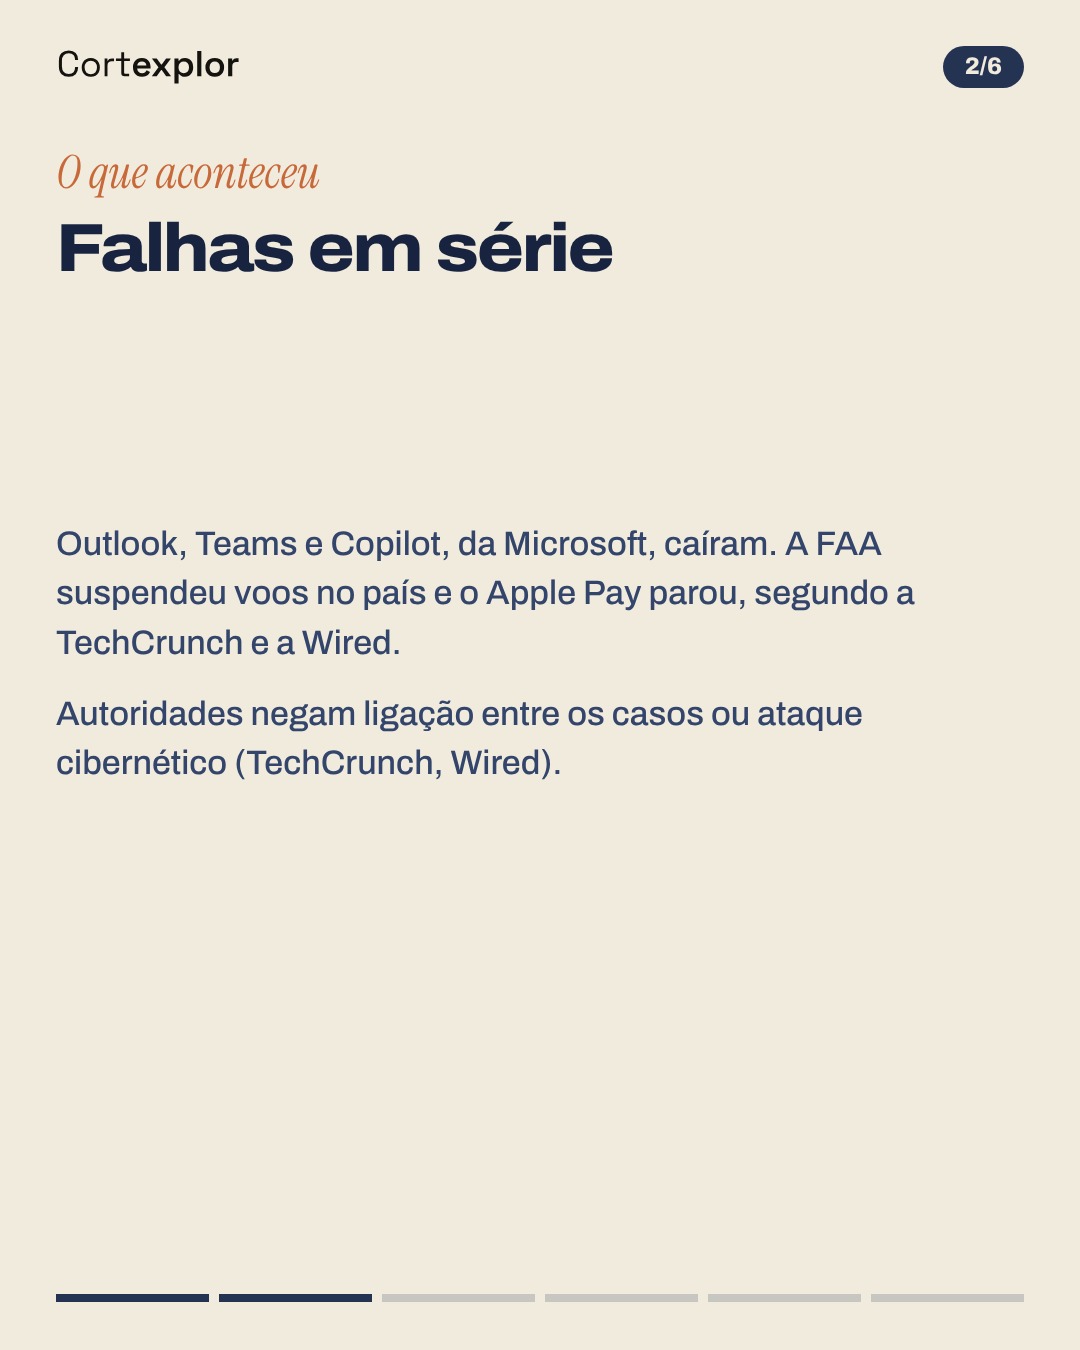 Cortexplor
2/6
O que aconteceu
Falhas em série
Outlook, Teams e Copilot, da Microsoft, caíram. A FAA
suspendeu voos no país e o Apple Pay parou, segundo a
TechCrunch e a Wired.
Autoridades negam ligação entre os casos ou ataque
cibernético (TechCrunch, Wired).